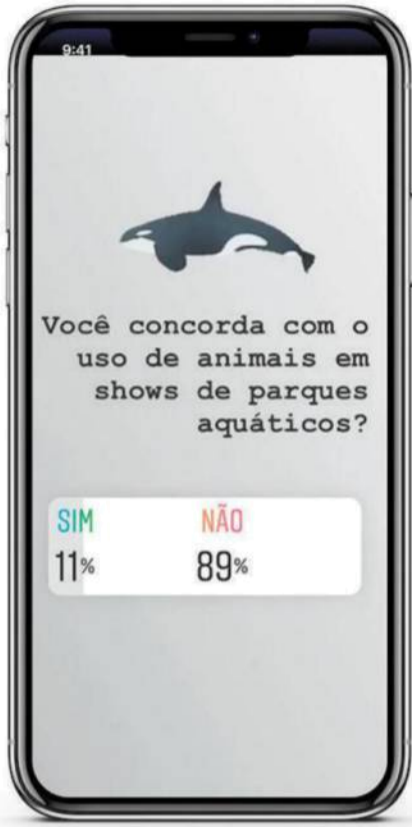 9:41
Você concorda com o
uso de animais em
shows de parques
aquáticos?
SIM NÃO
11% 89%